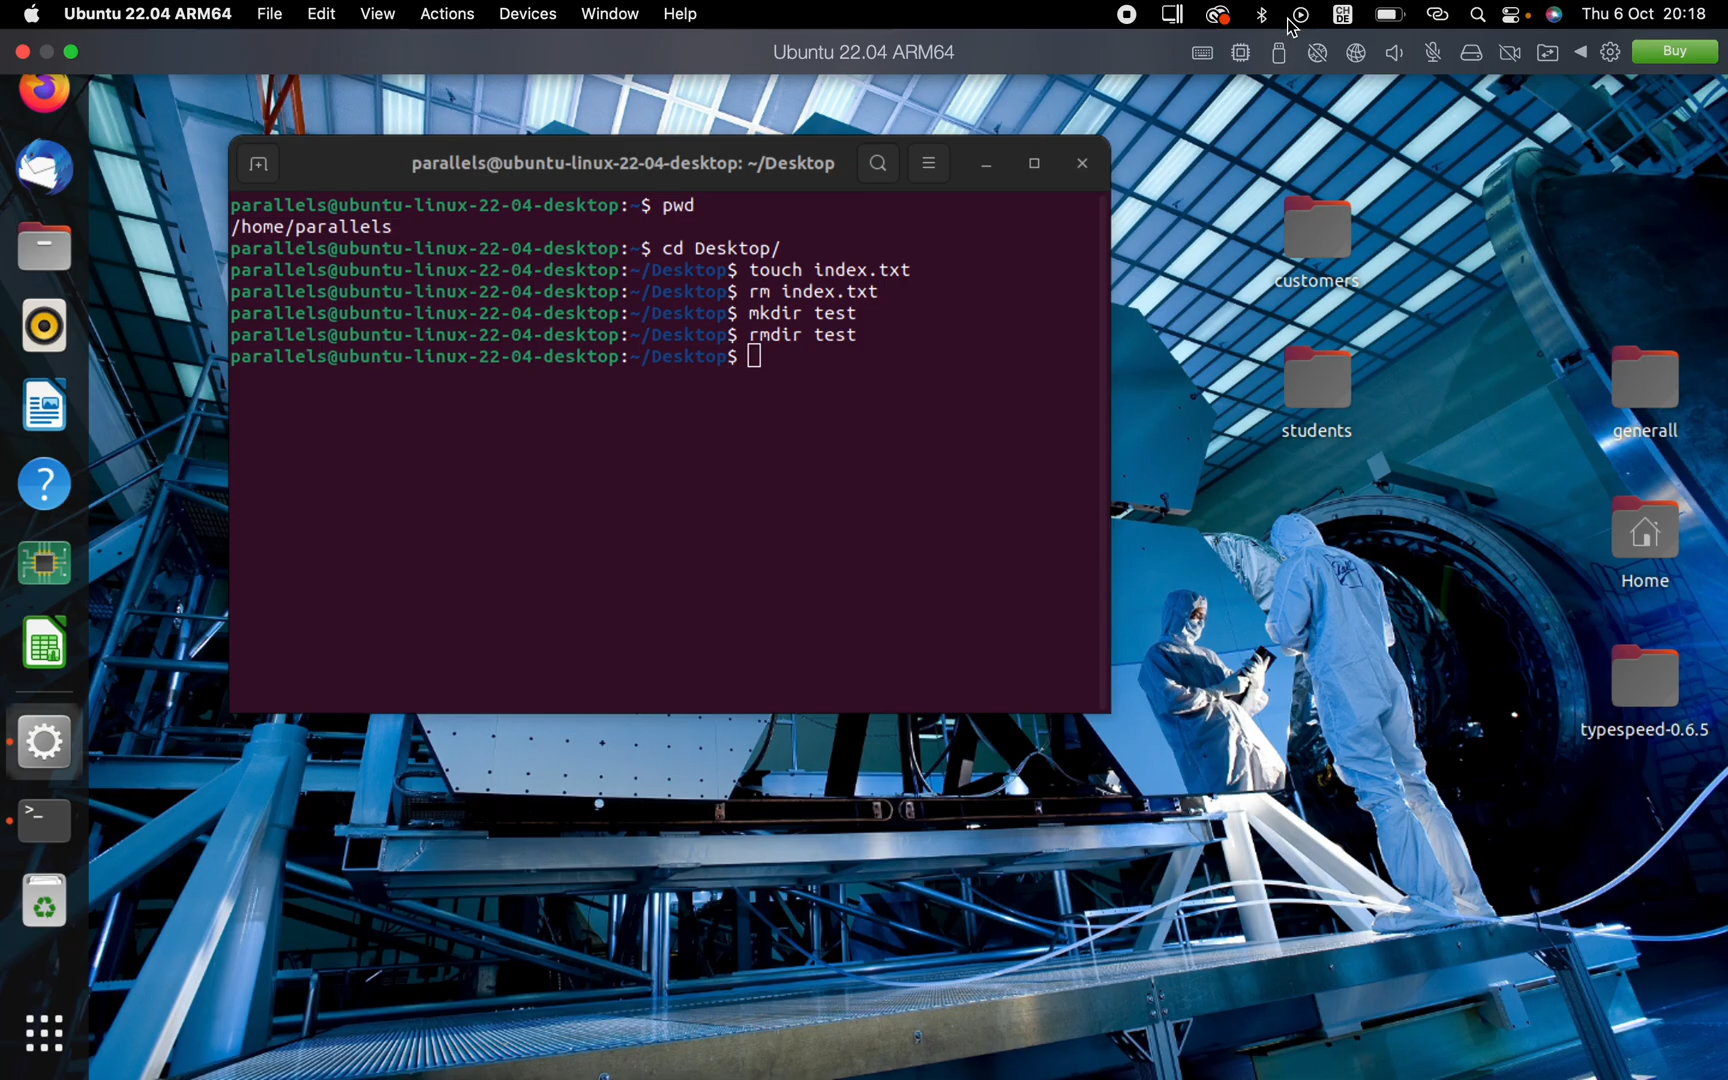 Ubuntu 22.04 ARM64 File Edit View Actions Devices Window Help CH DE Thu 6 Oct 20:18
Ubuntu 22.04 ARM64 Buy
parallels@ubuntu-linux-22-04-desktop: ~/Desktop
parallels@ubuntu-linux-22-04-desktop:~$ pwd
/home/parallels
parallels@ubuntu-linux-22-04-desktop:~$ cd Desktop/
parallels@ubuntu-linux-22-04-desktop:~/Desktop$ touch index.txt
parallels@ubuntu-linux-22-04-desktop:~/Desktop$ rm index.txt
parallels@ubuntu-linux-22-04-desktop:~/Desktop$ mkdir test
parallels@ubuntu-linux-22-04-desktop:~/Desktop$ rmdir test
parallels@ubuntu-linux-22-04-desktop:~/Desktop$
customers
students
generall
Home
typespeed-0.6.5